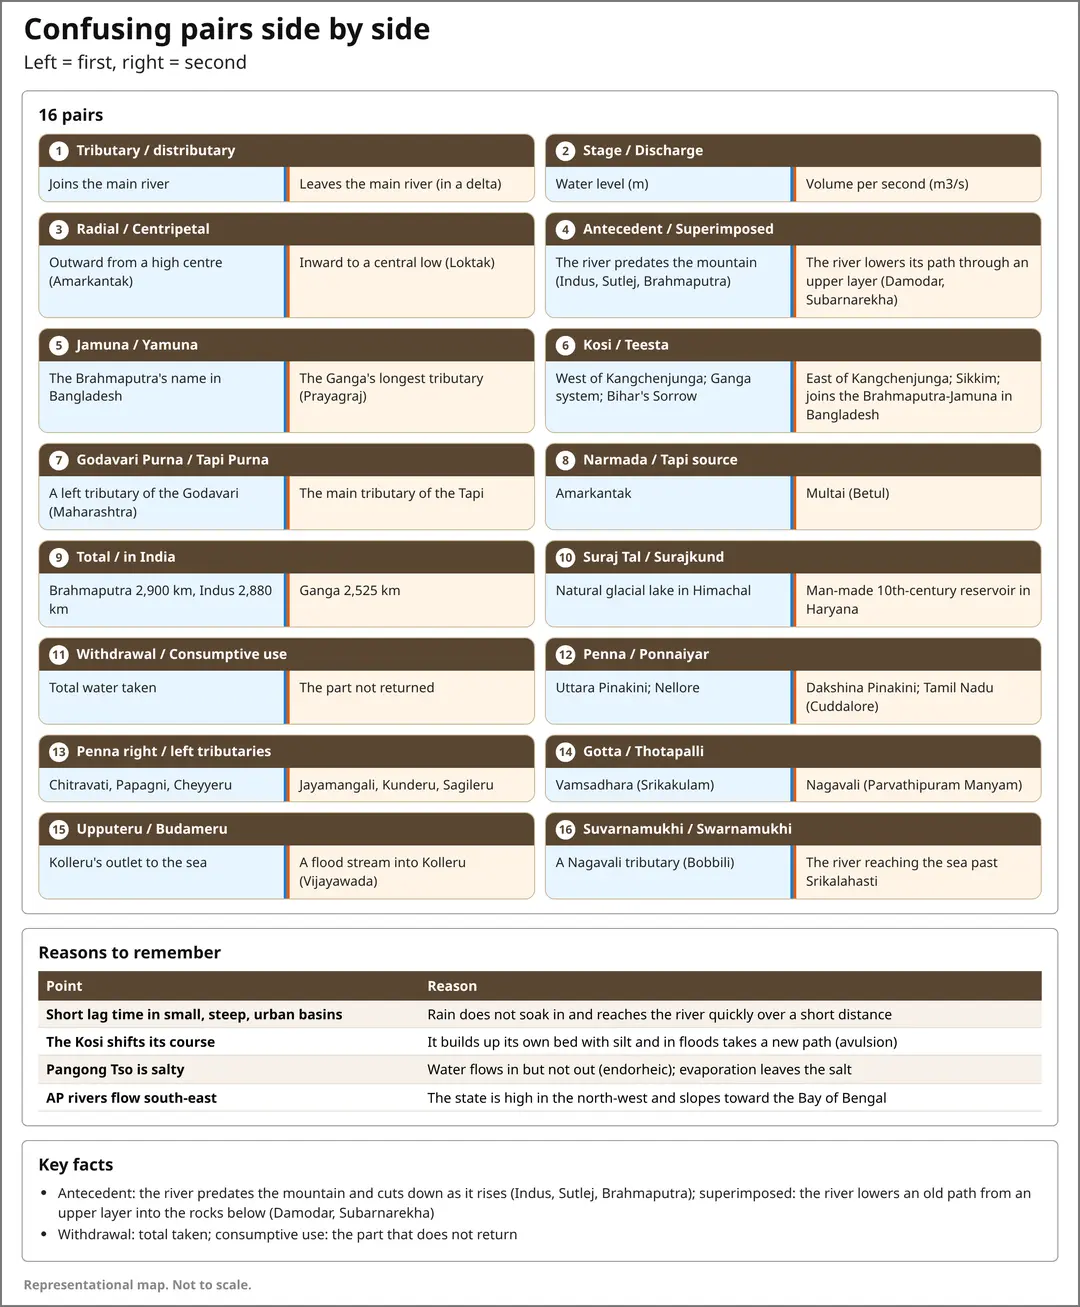 Confusing pairs side by side
Left = first, right = second
16 pairs
1 Tributary / distributary
Joins the main river
Leaves the main river (in a delta)
2 Stage / Discharge
Water level (m)
Volume per second (m3/s)
3 Radial / Centripetal
Outward from a high centre
(Amarkantak)
Inward to a central low (Loktak)
4 Antecedent / Superimposed
The river predates the mountain
(Indus, Sutlej, Brahmaputra)
The river lowers its path through an
upper layer (Damodar,
Subarnarekha)
5 Jamuna / Yamuna
The Brahmaputra's name in
Bangladesh
The Ganga's longest tributary
(Prayagraj)
6 Kosi / Teesta
West of Kangchenjunga; Ganga
system; Bihar's Sorrow
East of Kangchenjunga; Sikkim;
joins the Brahmaputra-Jamuna in
Bangladesh
7 Godavari Purna / Tapi Purna
A left tributary of the Godavari
(Maharashtra)
The main tributary of the Tapi
8 Narmada / Tapi source
Amarkantak
Multai (Betul)
9 Total / in India
Brahmaputra 2,900 km, Indus 2,880
km
Ganga 2,525 km
10 Suraj Tal / Surajkund
Natural glacial lake in Himachal
Man-made 10th-century reservoir in
Haryana
11 Withdrawal / Consumptive use
Total water taken
The part not returned
12 Penna / Ponnaiyar
Uttara Pinakini; Nellore
Dakshina Pinakini; Tamil Nadu
(Cuddalore)
13 Penna right / left tributaries
Chitravati, Papagni, Cheyyeru
Jayamangali, Kunderu, Sagileru
14 Gotta / Thotapalli
Vamsadhara (Srikakulam)
Nagavali (Parvathipuram Manyam)
15 Upputeru / Budameru
Kolleru's outlet to the sea
A flood stream into Kolleru
(Vijayawada)
16 Suvarnamukhi / Swarnamukhi
A Nagavali tributary (Bobbili)
The river reaching the sea past
Srikalahasti
Reasons to remember
Point Reason
Short lag time in small, steep, urban basins Rain does not soak in and reaches the river quickly over a short distance
The Kosi shifts its course It builds up its own bed with silt and in floods takes a new path (avulsion)
Pangong Tso is salty Water flows in but not out (endorheic); evaporation leaves the salt
AP rivers flow south-east The state is high in the north-west and slopes toward the Bay of Bengal
Key facts
• Antecedent: the river predates the mountain and cuts down as it rises (Indus, Sutlej, Brahmaputra); superimposed: the river lowers an old path from an
upper layer into the rocks below (Damodar, Subarnarekha)
• Withdrawal: total taken; consumptive use: the part that does not return
Representational map. Not to scale.